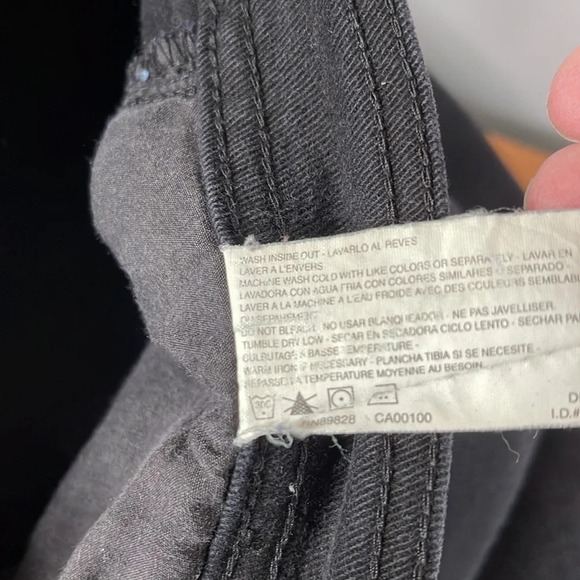 WASH INSIDE OUT - LAVARLO AL REVES
LAVER A L'ENVERS
MACHINE WASH COLD WITH LIKE COLORS OR SEPARATELY - LAVAR EN
LAVADORA CON AGUA FRIA CON COLORES SIMILARES O SEPARADO -
LAVER A LA MACHINE A L'EAU FROIDE AVEC DES COULEURS SEMBLABLE
OU SEPAREMENT
DO NOT BLEACH - NO USAR BLANQUEADOR - NE PAS JAVELLISER
TUMBLE DRY LOW - SECAR EN SECADORA CICLO LENTO - SECHAR PA
CULBUTAGE A BASSE TEMPERATURE -
WARM IRON IF NECESSARY - PLANCHA TIBIA SI SE NECESITE -
REPASSER A TEMPERATURE MOYENNE AU BESOIN
30C
RN89828 CA00100
I.D.#